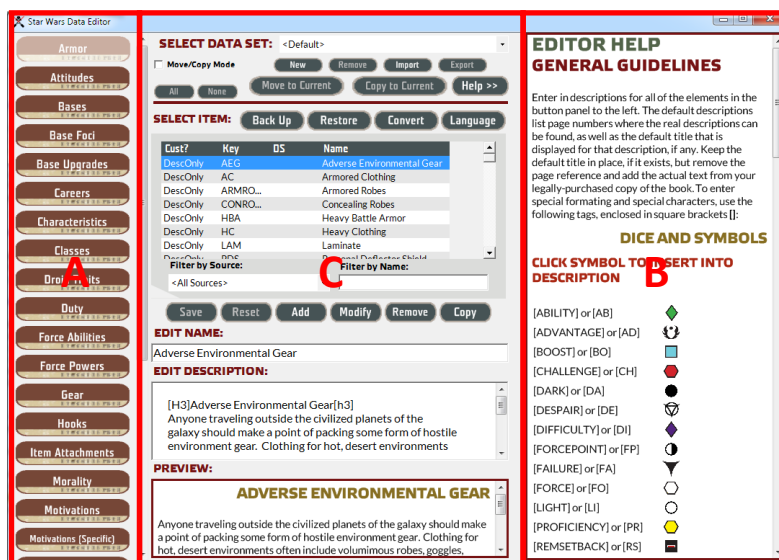 Star Wars Data Editor
Armor
Attitudes
Bases
Base Foci
Base Upgrades
Careers
Characteristics
Classes
Duty
Force Abilities
Force Powers
Gear
Hooks
Item Attachments
Morality
Motivations
Motivations (Specific)
A
SELECT DATA SET: <Default>
Move/Copy Mode New Remove Import Export
All None Move to Current Copy to Current Help >>
SELECT ITEM: Back Up Restore Convert Language
Cust? Key DS Name
DescOnly AEG Adverse Environmental Gear
DescOnly AC Armored Clothing
DescOnly ARMRO... Armored Robes
DescOnly CONRO... Concealing Robes
DescOnly HBA Heavy Battle Armor
DescOnly HC Heavy Clothing
DescOnly LAM Laminate
DescOnly PDS Personal Deflector Shield
Filter by Source: Filter by Name:
<All Sources>
C
Save Reset Add Modify Remove Copy
EDIT NAME:
Adverse Environmental Gear
EDIT DESCRIPTION:
[H3]Adverse Environmental Gear[h3]
Anyone traveling outside the civilized planets of the
galaxy should make a point of packing some form of hostile
environment gear. Clothing for hot, desert environments
PREVIEW:
ADVERSE ENVIRONMENTAL GEAR
Anyone traveling outside the civilized planets of the galaxy should make
a point of packing some form of hostile environment gear. Clothing for
hot, desert environments often include volumimous robes, goggles,
EDITOR HELP
GENERAL GUIDELINES
Enter in descriptions for all of the elements in the
button panel to the left. The default descriptions
list page numbers where the real descriptions can
be found, as well as the default title that is
displayed for that description, if any. Keep the
default title in place, if it exists, but remove the
page reference and add the actual text from your
legally-purchased copy of the book. To enter
special formating and special characters, use the
following tags, enclosed in square brackets []:
DICE AND SYMBOLS
CLICK SYMBOL TO INSERT INTO
DESCRIPTION
B
[ABILITY] or [AB]
[ADVANTAGE] or [AD]
[BOOST] or [BO]
[CHALLENGE] or [CH]
[DARK] or [DA]
[DESPAIR] or [DE]
[DIFFICULTY] or [DI]
[FORCEPOINT] or [FP]
[FAILURE] or [FA]
[FORCE] or [FO]
[LIGHT] or [LI]
[PROFICIENCY] or [PR]
[REMSETBACK] or [RS]